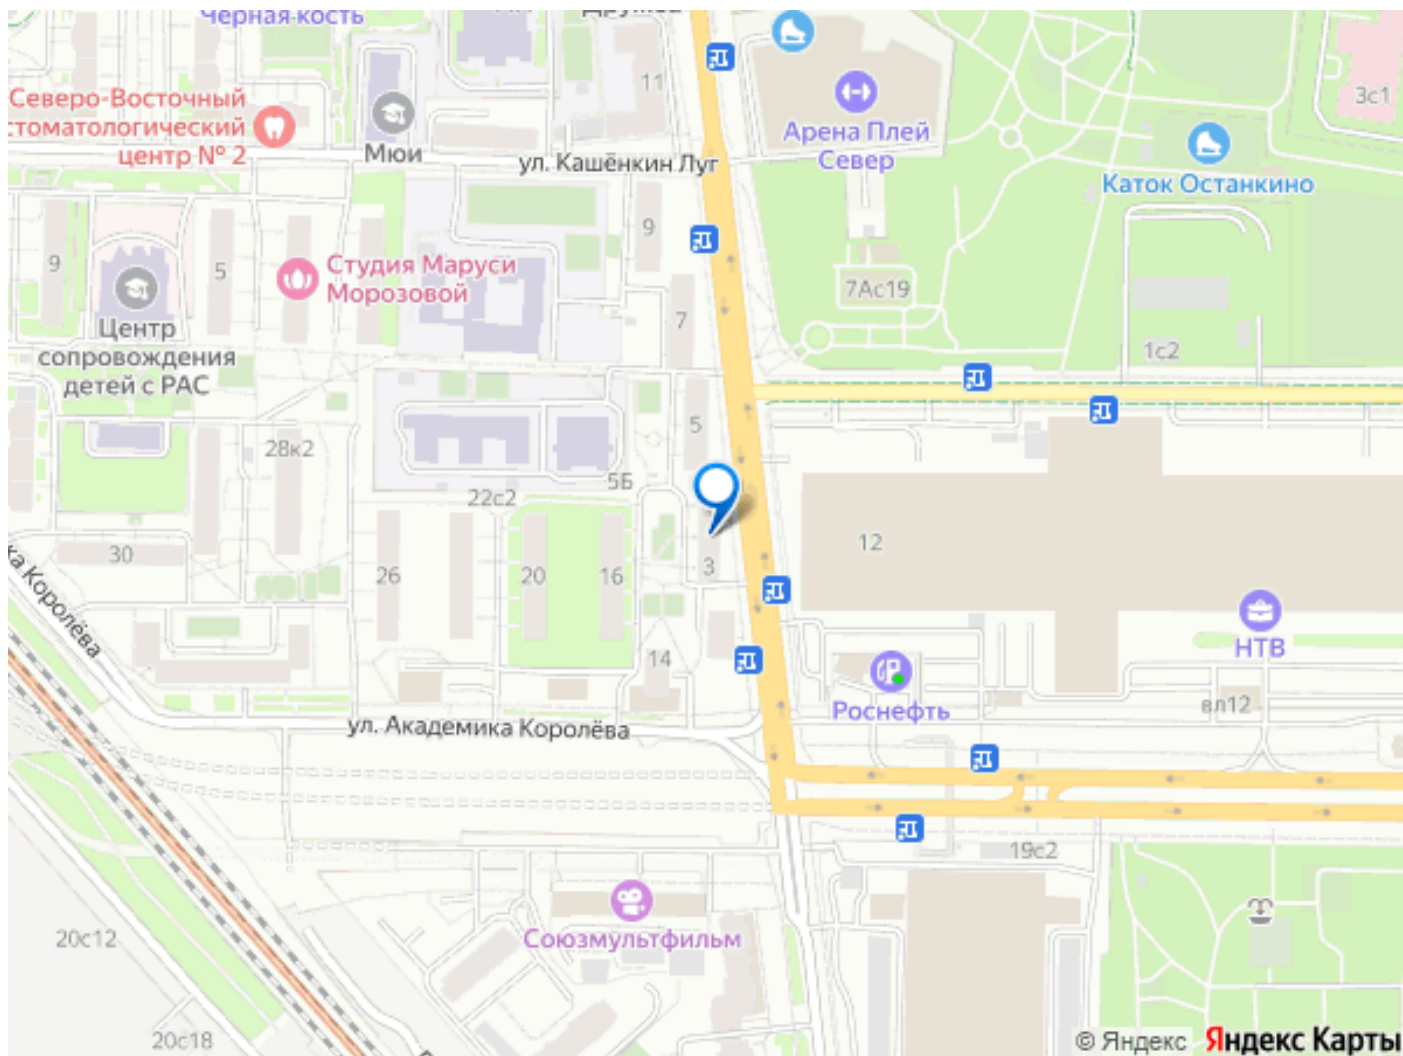 Черная кость
11
3с1
Северо-Восточный
стоматологический
центр № 2
Мюи
ул. Кашёнкин Луг
Арена Плей
Север
Каток Останкино
9
9
5
Студия Маруси
Морозовой
7Ас19
7
1с2
Центр
сопровождения
детей с РАС
5
28к2
5Б
22с2
30
26
20
16
3
12
ка Королёва
14
НТВ
Роснефть
вл12
ул. Академика Королёва
19с2
Союзмультфильм
20с12
20с18
© Яндекс Яндекс Карты